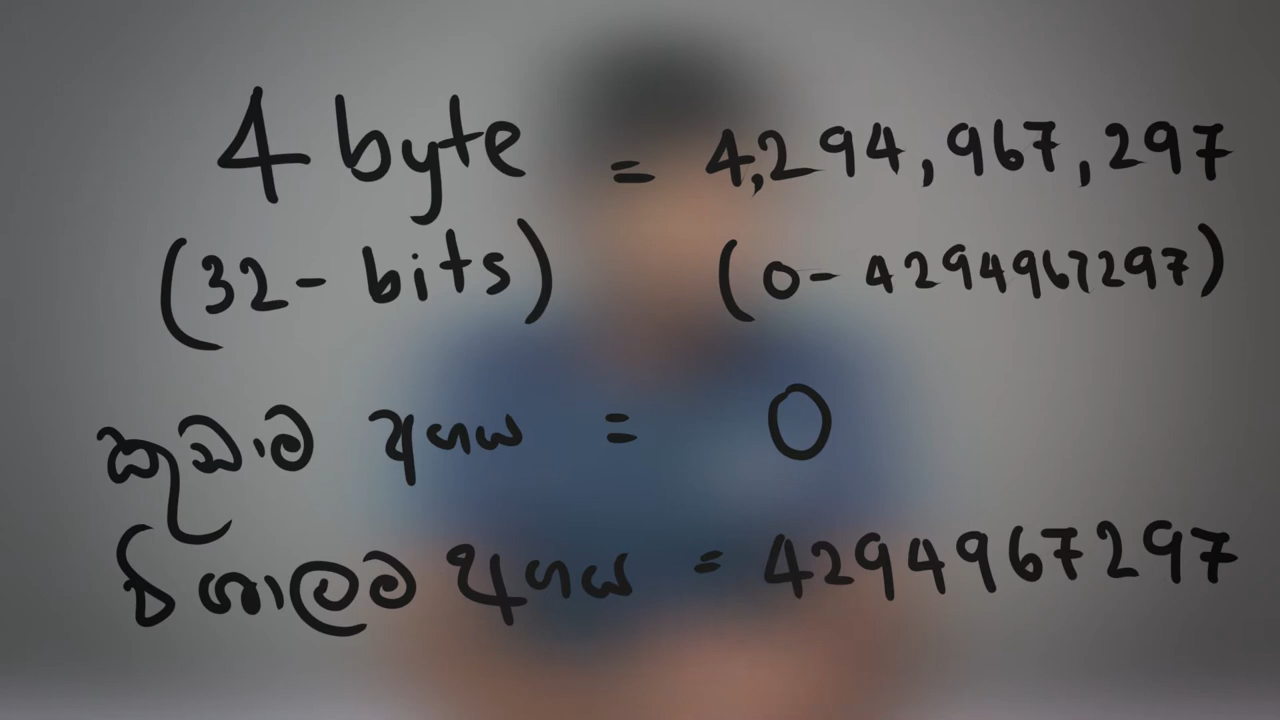 4 byte = 4,294,967,297
(32-bits) (0-4294967297)
කුඩාම අගය = 0
විශාලම අගය = 4294967297